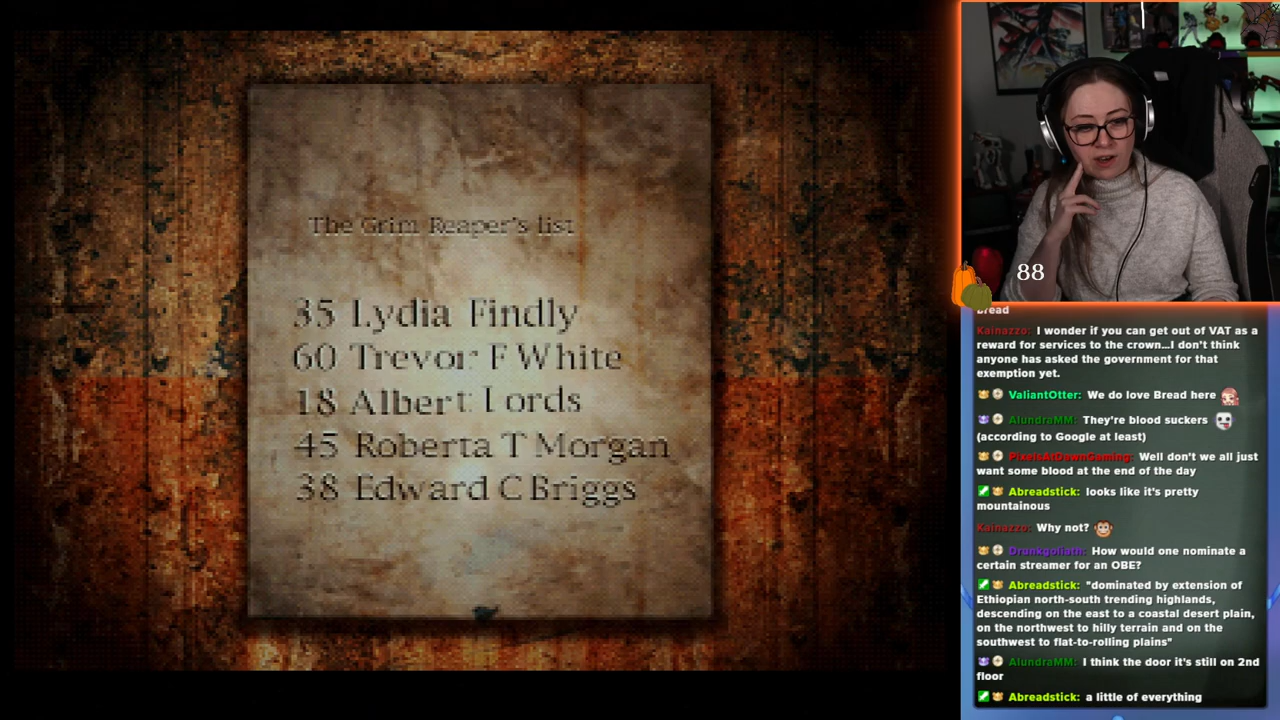 The Grim Reaper's list
35 Lydia Findly
60 Trevor F White
18 Albert Lords
45 Roberta T Morgan
38 Edward C Briggs
88
bread
Kainazzo: I wonder if you can get out of VAT as a
reward for services to the crown...I don't think
anyone has asked the government for that
exemption yet.
ValiantOtter: We do love Bread here
AlundraMM: They're blood suckers
(according to Google at least)
PixelsAtDawnGaming: Well don't we all just
want some blood at the end of the day
Abreadstick: looks like it's pretty
mountainous
Kainazzo: Why not?
Drunkgoliath: How would one nominate a
certain streamer for an OBE?
Abreadstick: "dominated by extension of
Ethiopian north-south trending highlands,
descending on the east to a coastal desert plain,
on the northwest to hilly terrain and on the
southwest to flat-to-rolling plains"
AlundraMM: I think the door it's still on 2nd
floor
Abreadstick: a little of everything